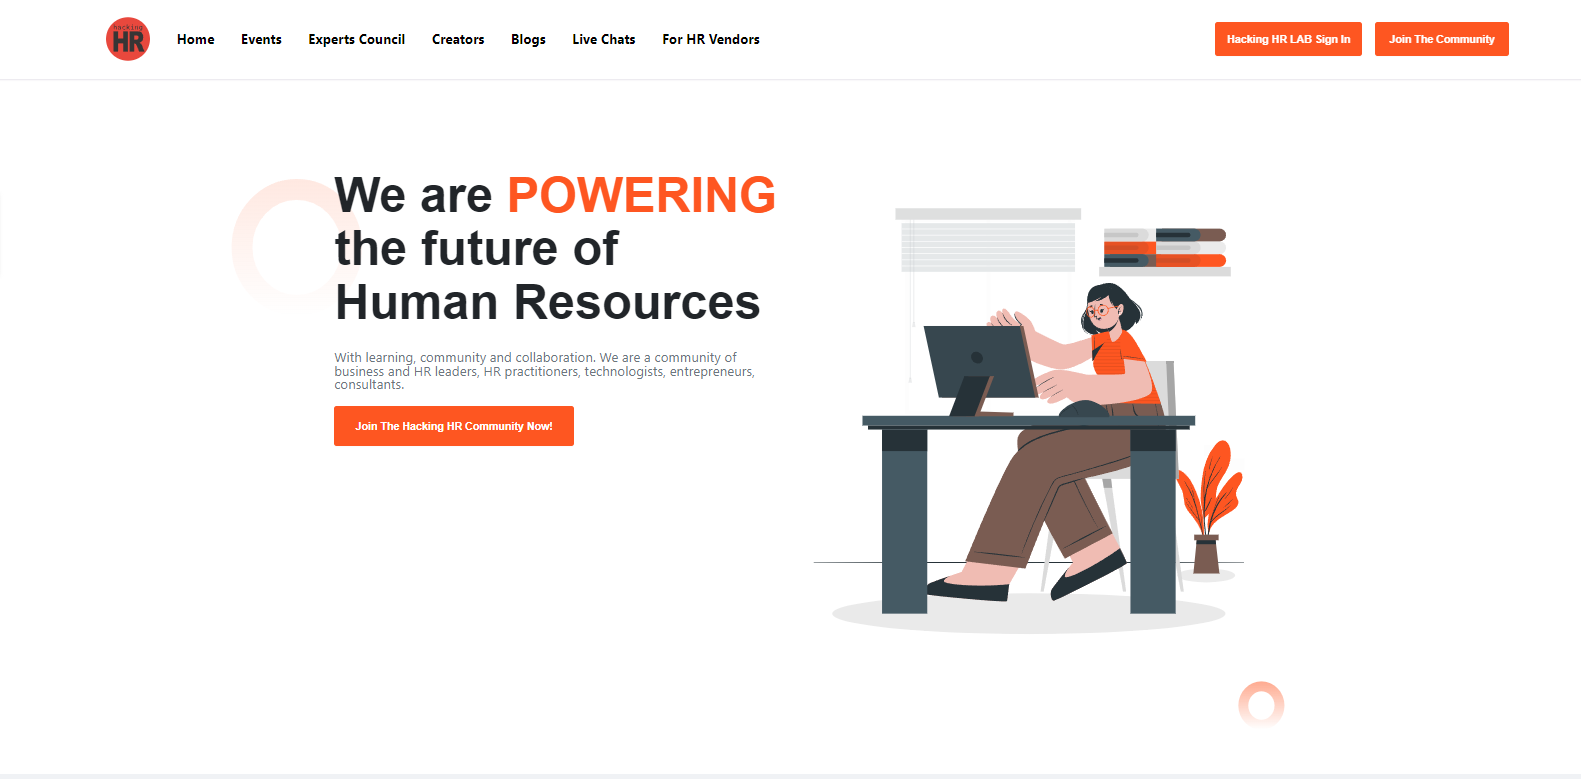 hacking
HR
Home
Events
Experts Council
Creators
Blogs
Live Chats
For HR Vendors
Hacking HR LAB Sign In
Join The Community
We are POWERING
the future of
Human Resources
With learning, community and collaboration. We are a community of
business and HR leaders, HR practitioners, technologists, entrepreneurs,
consultants.
Join The Hacking HR Community Now!